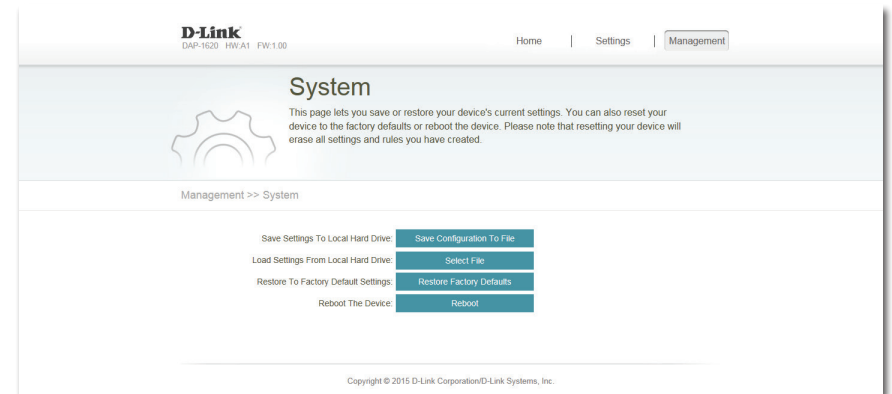 D-Link
DAP-1620 HW:A1 FW:1.00
Home | Settings | Management
System
This page lets you save or restore your device's current settings. You can also reset your
device to the factory defaults or reboot the device. Please note that resetting your device will
erase all settings and rules you have created.
Management >> System
Save Settings To Local Hard Drive: Save Configuration To File
Load Settings From Local Hard Drive: Select File
Restore To Factory Default Settings: Restore Factory Defaults
Reboot The Device: Reboot
Copyright © 2015 D-Link Corporation/D-Link Systems, Inc.